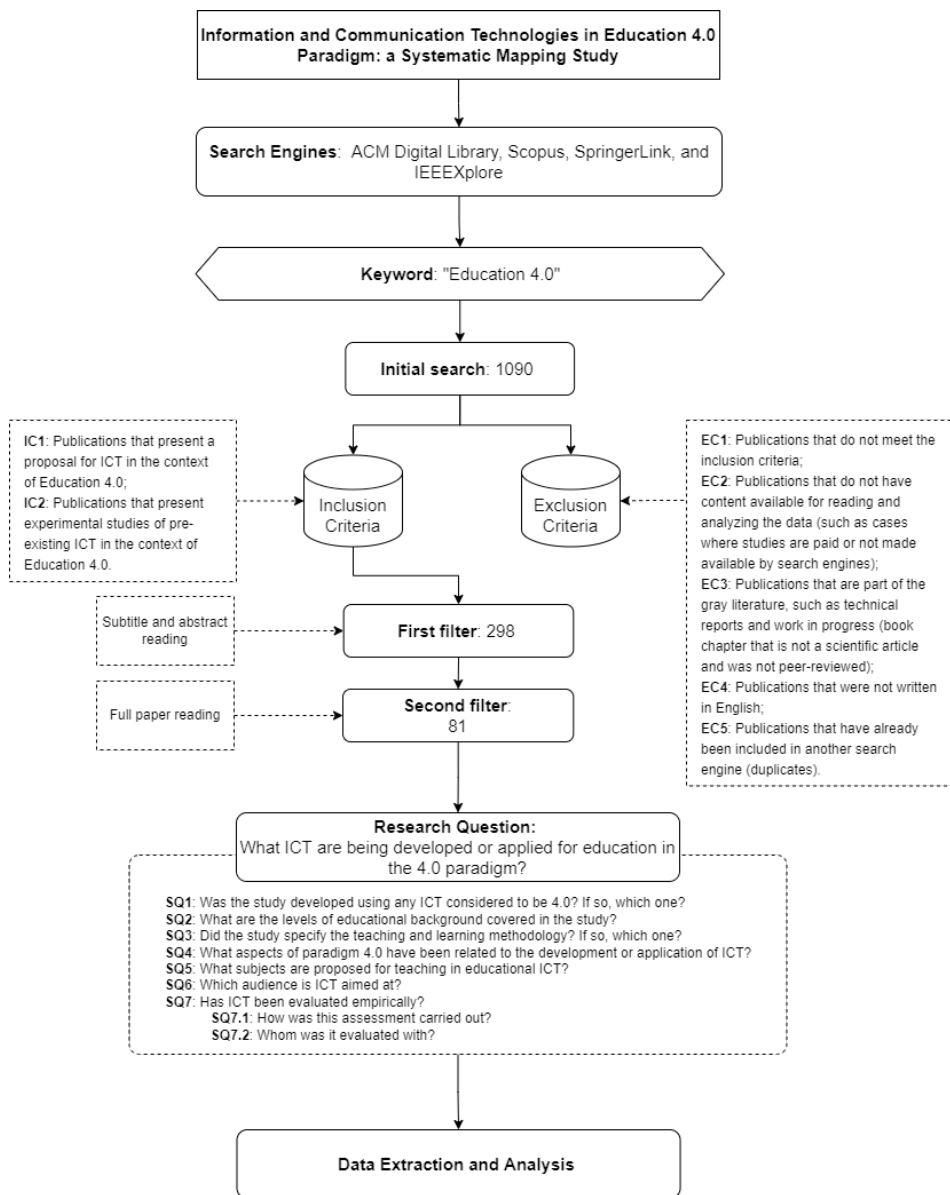 Information and Communication Technologies in Education 4.0
Paradigm: a Systematic Mapping Study
Search Engines: ACM Digital Library, Scopus, SpringerLink, and
IEEEXplore
Keyword: "Education 4.0"
Initial search: 1090
IC1: Publications that present a
proposal for ICT in the context
of Education 4.0;
IC2: Publications that present
experimental studies of pre-
existing ICT in the context of
Education 4.0.
Inclusion
Criteria
Exclusion
Criteria
EC1: Publications that do not meet the
inclusion criteria;
EC2: Publications that do not have
content available for reading and
analyzing the data (such as cases
where studies are paid or not made
available by search engines);
EC3: Publications that are part of the
gray literature, such as technical
reports and work in progress (book
chapter that is not a scientific article
and was not peer-reviewed);
EC4: Publications that were not written
in English;
EC5: Publications that have already
been included in another search
engine (duplicates).
Subtitle and abstract
reading
First filter: 298
Full paper reading
Second filter:
81
Research Question:
What ICT are being developed or applied for education in
the 4.0 paradigm?
SQ1: Was the study developed using any ICT considered to be 4.0? If so, which one?
SQ2: What are the levels of educational background covered in the study?
SQ3: Did the study specify the teaching and learning methodology? If so, which one?
SQ4: What aspects of paradigm 4.0 have been related to the development or application of ICT?
SQ5: What subjects are proposed for teaching in educational ICT?
SQ6: Which audience is ICT aimed at?
SQ7: Has ICT been evaluated empirically?
SQ7.1: How was this assessment carried out?
SQ7.2: Whom was it evaluated with?
Data Extraction and Analysis